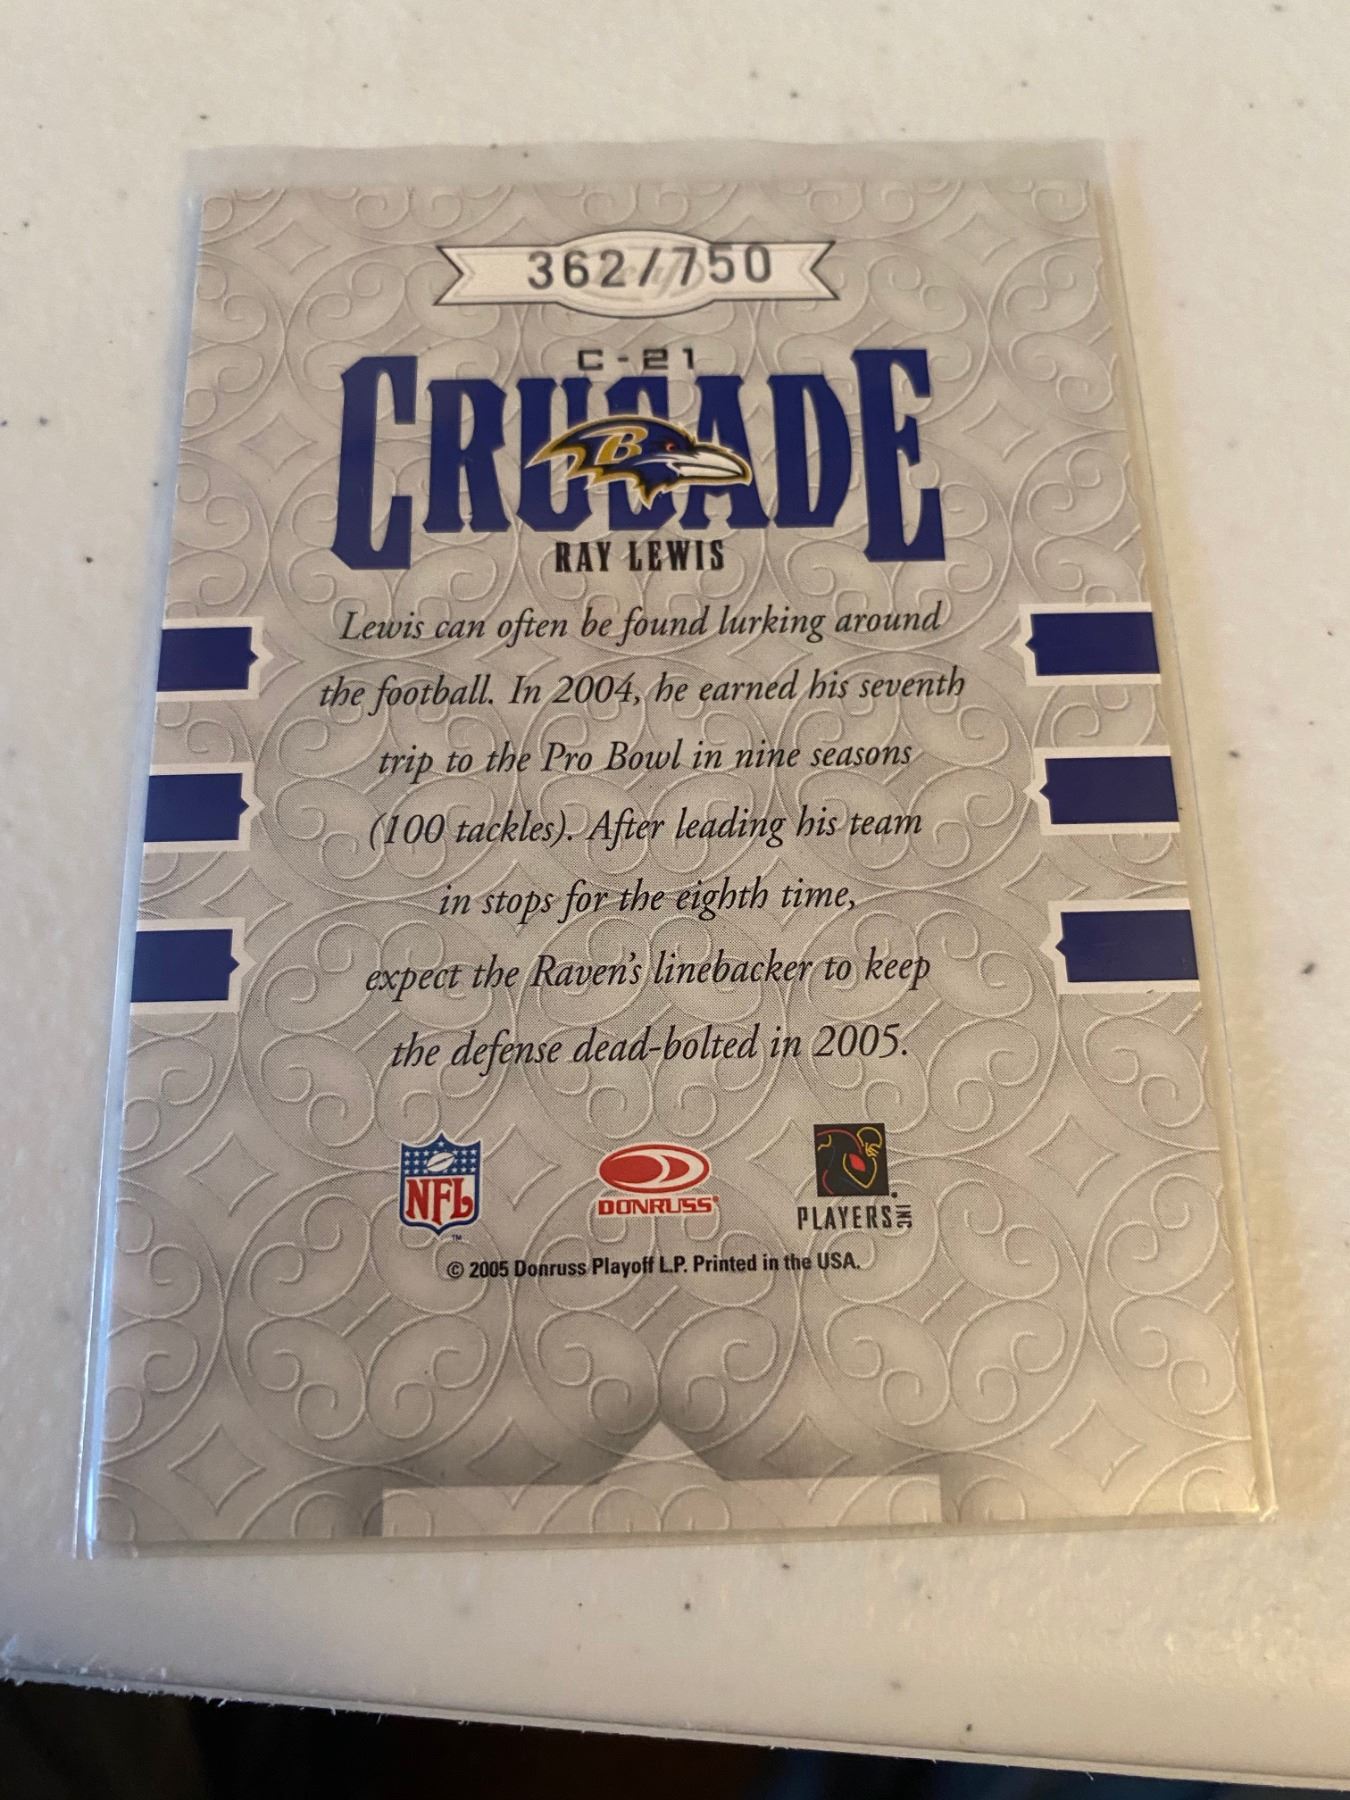 362/750
C-21
CRUSADE
B
RAY LEWIS
Lewis can often be found lurking around
the football. In 2004, he earned his seventh
trip to the Pro Bowl in nine seasons
(100 tackles). After leading his team
in stops for the eighth time,
expect the Raven's linebacker to keep
the defense dead-bolted in 2005.
NFL
TM
DONRUSS®
PLAYERS INC
© 2005 Donruss Playoff L.P. Printed in the USA.